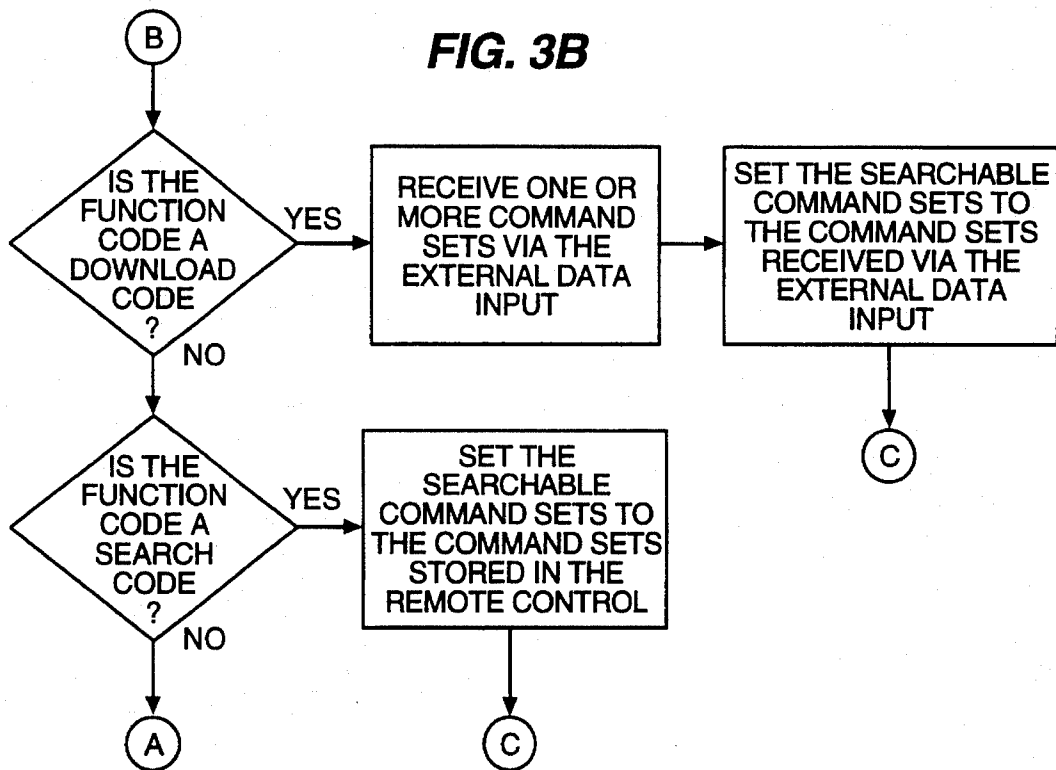 B
FIG. 3B
IS THE
FUNCTION
CODE A
DOWNLOAD
CODE
?
YES
NO
RECEIVE ONE OR
MORE COMMAND
SETS VIA THE
EXTERNAL DATA
INPUT
SET THE SEARCHABLE
COMMAND SETS TO
THE COMMAND SETS
RECEIVED VIA THE
EXTERNAL DATA
INPUT
C
IS THE
FUNCTION
CODE A
SEARCH
CODE
?
YES
NO
SET THE
SEARCHABLE
COMMAND SETS TO
THE COMMAND SETS
STORED IN THE
REMOTE CONTROL
A
C